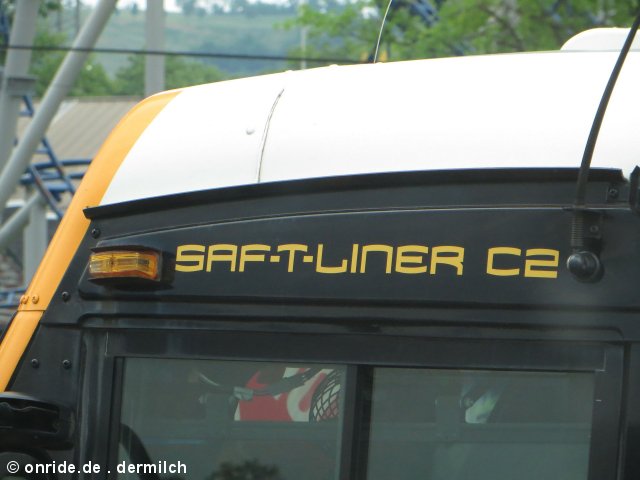 SAF-T-LINER C2
© onride.de . dermilch